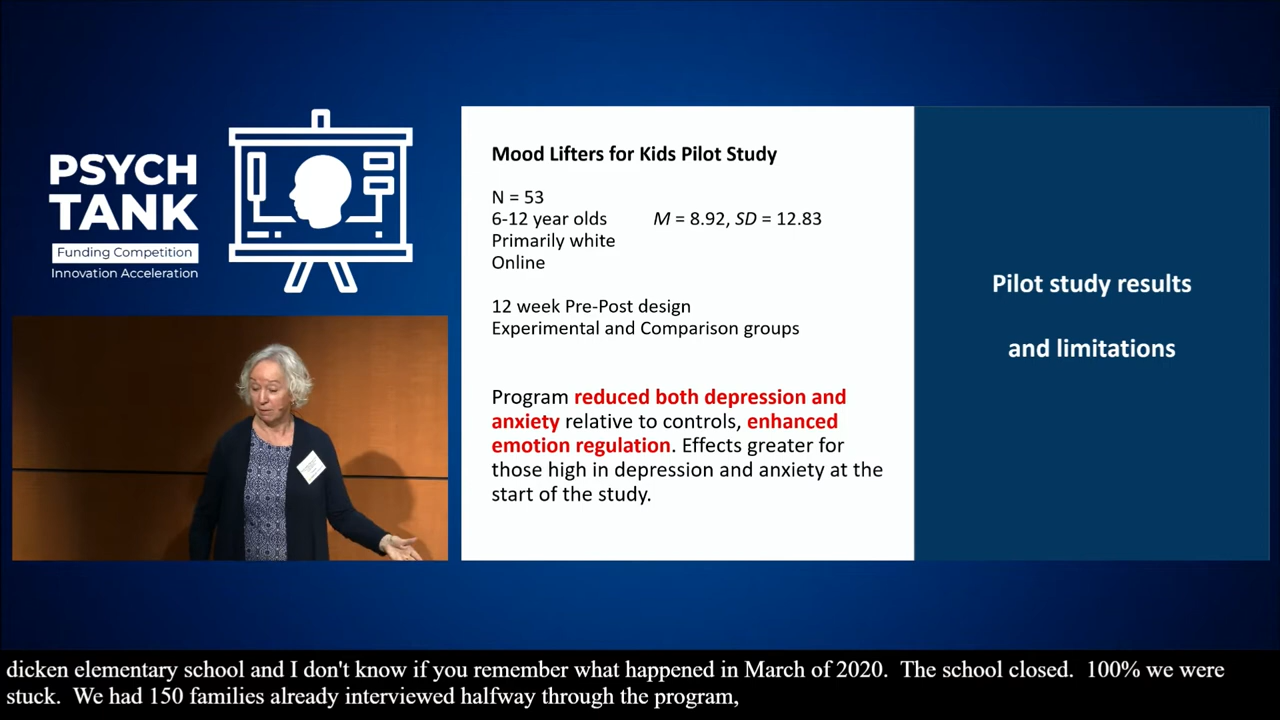 PSYCH
TANK
Funding Competition
Innovation Acceleration
Mood Lifters for Kids Pilot Study
N = 53
6-12 year olds M = 8.92, SD = 12.83
Primarily white
Online
12 week Pre-Post design
Experimental and Comparison groups
Program reduced both depression and
anxiety relative to controls, enhanced
emotion regulation. Effects greater for
those high in depression and anxiety at the
start of the study.
Pilot study results
and limitations
dicken elementary school and I don't know if you remember what happened in March of 2020. The school closed. 100% we were
stuck. We had 150 families already interviewed halfway through the program,